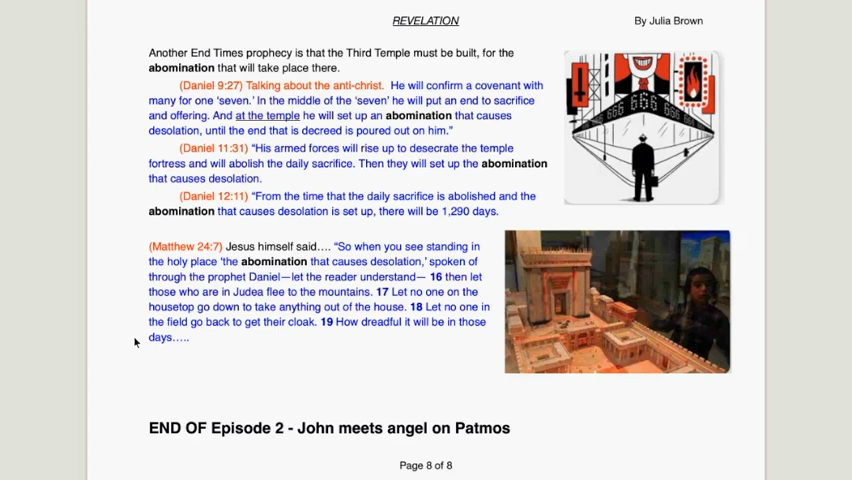 REVELATION
By Julia Brown
Another End Times prophecy is that the Third Temple must be built, for the
abomination that will take place there.
(Daniel 9:27) Talking about the anti-christ. He will confirm a covenant with
many for one ‘seven.’ In the middle of the ‘seven’ he will put an end to sacrifice
and offering. And at the temple he will set up an abomination that causes
desolation, until the end that is decreed is poured out on him.”
(Daniel 11:31) “His armed forces will rise up to desecrate the temple
fortress and will abolish the daily sacrifice. Then they will set up the abomination
that causes desolation.
(Daniel 12:11) “From the time that the daily sacrifice is abolished and the
abomination that causes desolation is set up, there will be 1,290 days.
666 666 666
(Matthew 24:7) Jesus himself said…. “So when you see standing in
the holy place ‘the abomination that causes desolation,’ spoken of
through the prophet Daniel—let the reader understand— 16 then let
those who are in Judea flee to the mountains. 17 Let no one on the
housetop go down to take anything out of the house. 18 Let no one in
the field go back to get their cloak. 19 How dreadful it will be in those
days…..
END OF Episode 2 - John meets angel on Patmos
Page 8 of 8